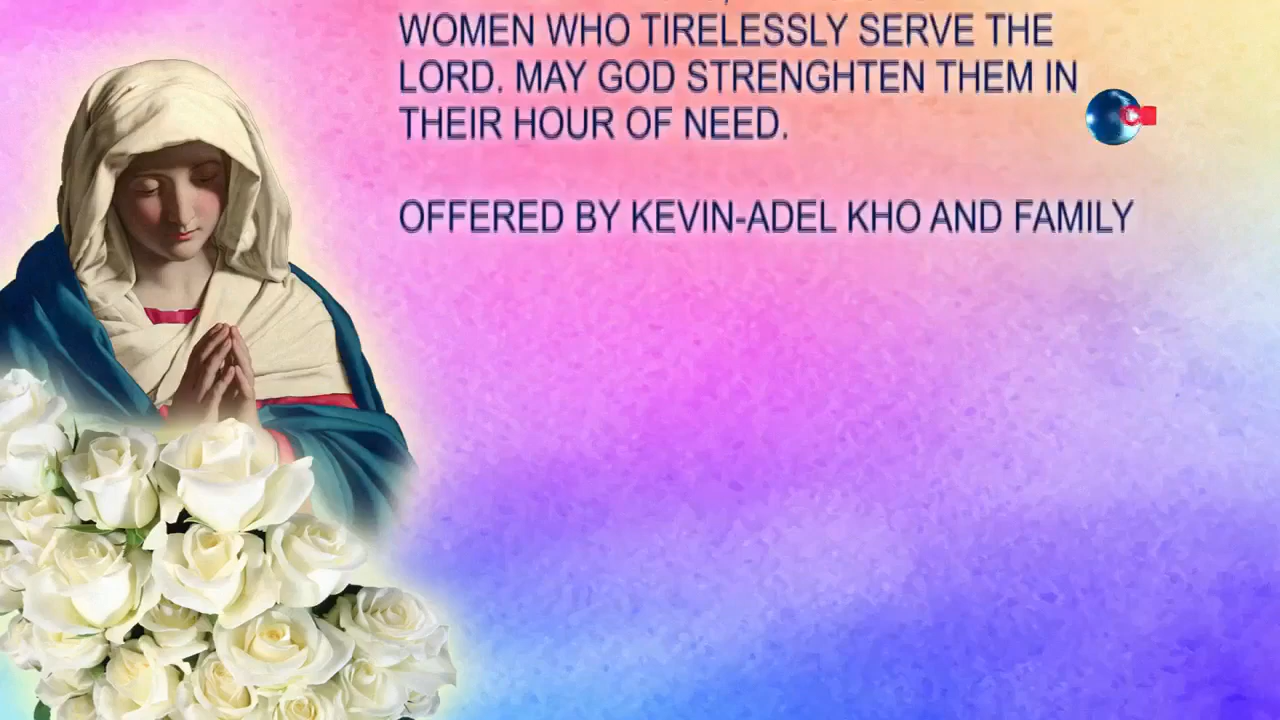 WOMEN WHO TIRELESSLY SERVE THE
LORD. MAY GOD STRENGHTEN THEM IN
THEIR HOUR OF NEED.
OFFERED BY KEVIN-ADEL KHO AND FAMILY